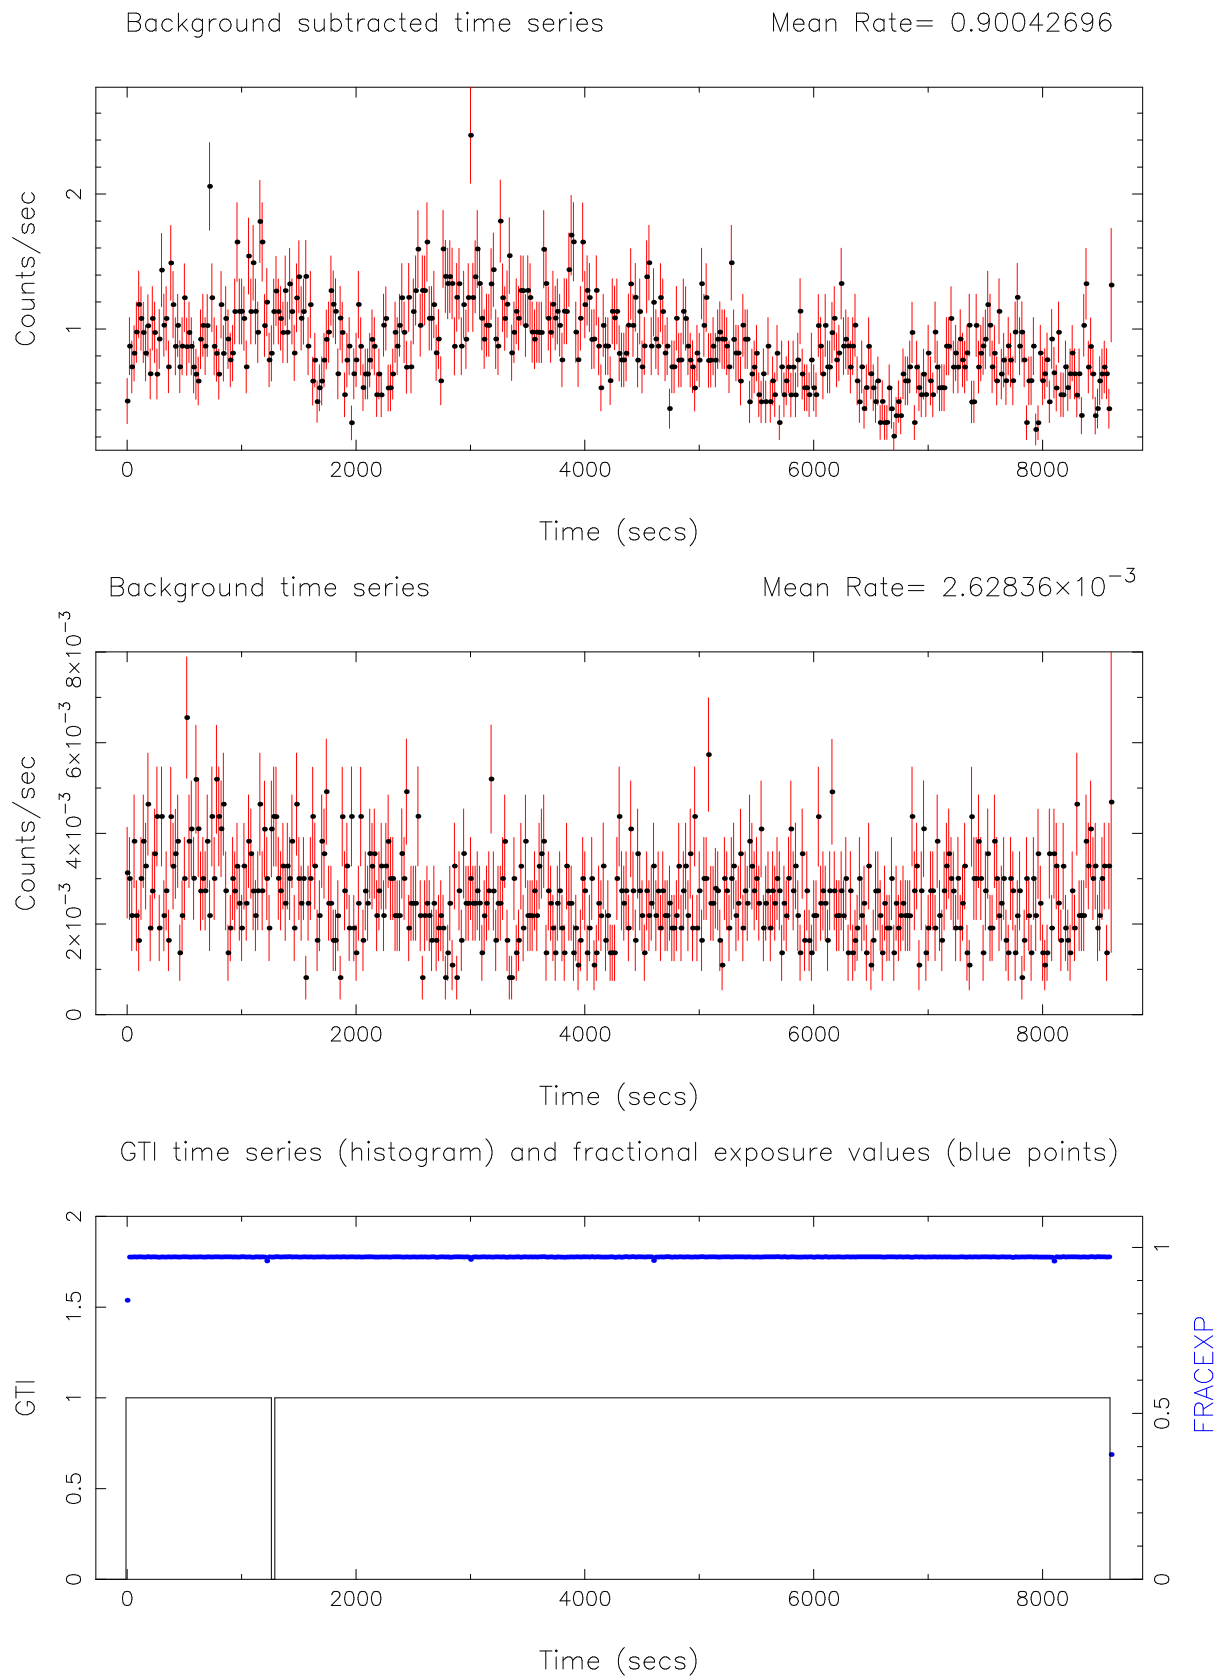 Background subtracted time series Mean Rate= 0.90042696
Counts/sec
2
1
0 2000 4000 6000 8000
Time (secs)
Background time series Mean Rate= 2.62836×10⁻³
Counts/sec
8×10⁻³
6×10⁻³
4×10⁻³
2×10⁻³
0
0 2000 4000 6000 8000
Time (secs)
GTI time series (histogram) and fractional exposure values (blue points)
GTI
2
1.5
1
0.5
0
1
0.5
0
FRACEXP
0 2000 4000 6000 8000
Time (secs)